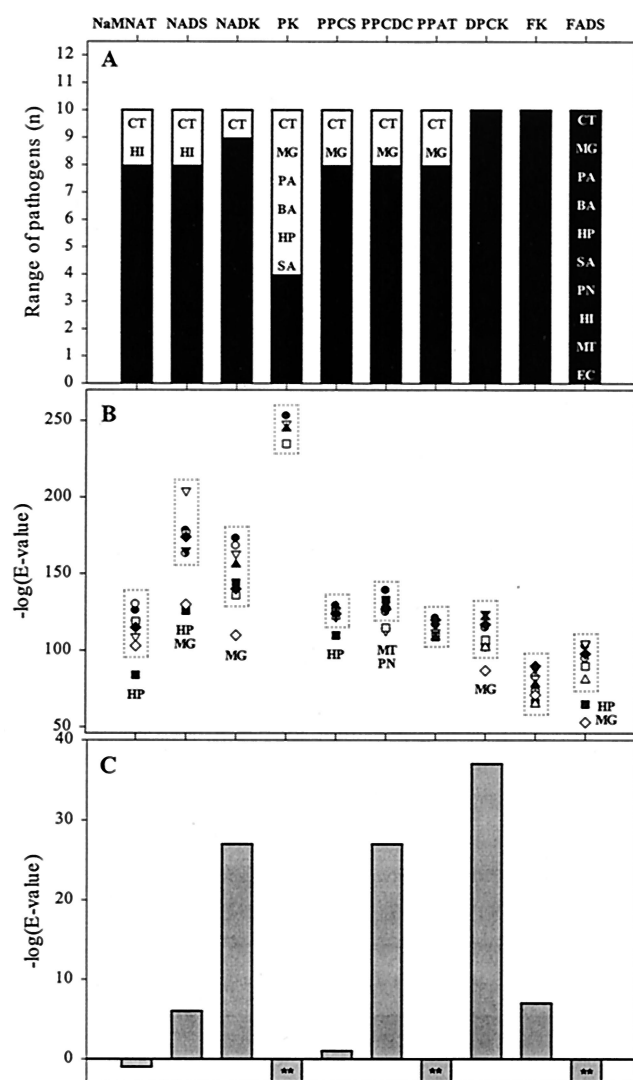 NaMNAT NADS NADK PK PPCS PPCDC PPAT DPCK FK FADS
A
Range of pathogens (n)
12
11
10
9
8
7
6
5
4
3
2
1
0
CT
HI
CT
HI
CT
CT
MG
PA
BA
HP
SA
CT
MG
CT
MG
CT
MG
CT
MG
PA
BA
HP
SA
PN
HI
MT
EC
B
-log(E-value)
250
200
150
100
50
HP
HP
MG
MG
HP
MT
PN
MG
HP
MG
C
-log(E-value)
40
30
20
10
0
**
**
**